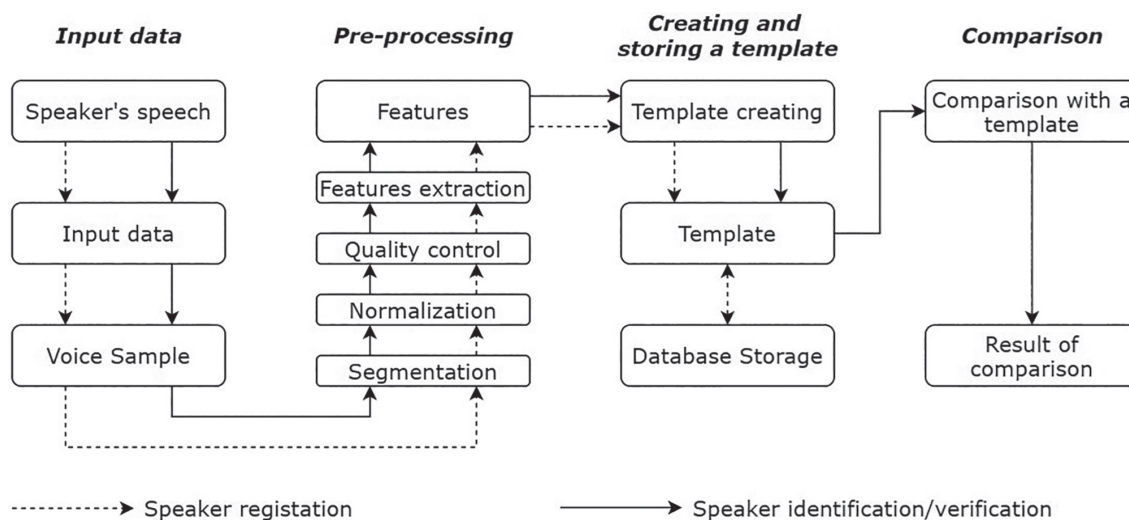 Input data
Pre-processing
Creating and
storing a template
Comparison
Speaker's speech
Features
Template creating
Comparison with a
template
Features extraction
Input data
Quality control
Template
Normalization
Voice Sample
Segmentation
Database Storage
Result of
comparison
Speaker registation
Speaker identification/verification